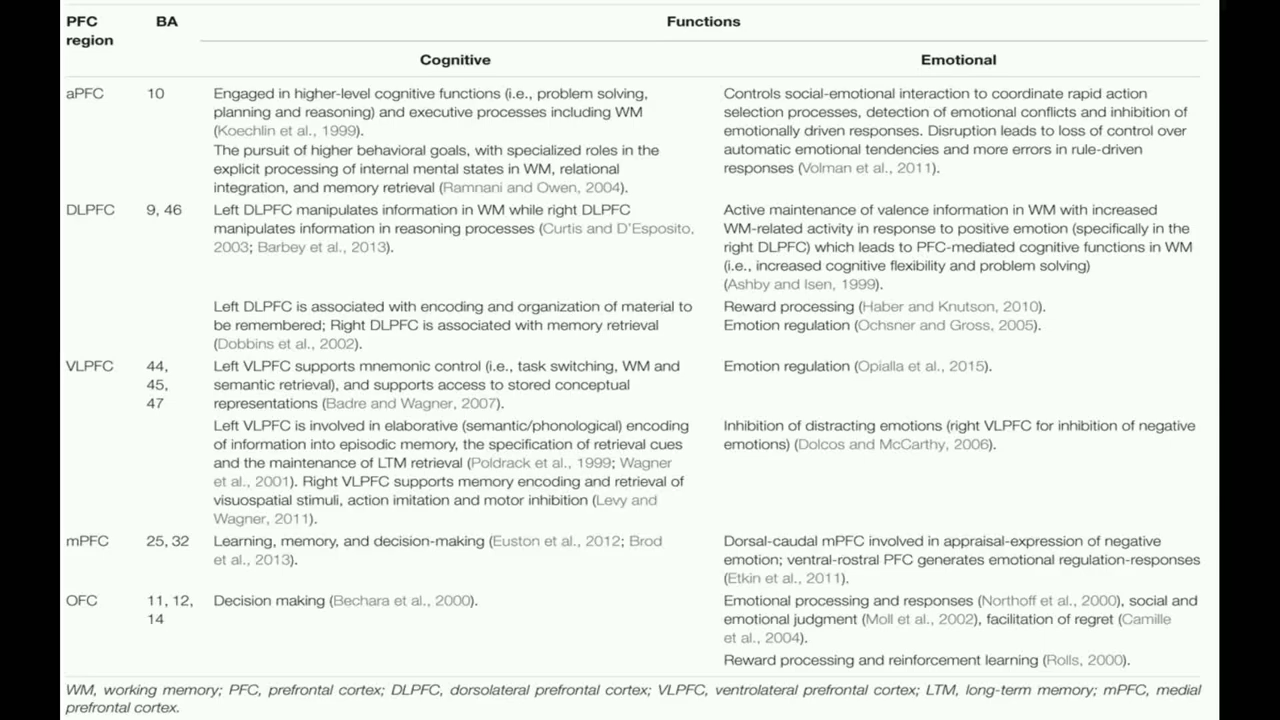 PFC region BA Functions
Cognitive Emotional
aPFC 10
Engaged in higher-level cognitive functions (i.e., problem solving,
planning and reasoning) and executive processes including WM
(Koechlin et al., 1999).
The pursuit of higher behavioral goals, with specialized roles in the
explicit processing of internal mental states in WM, relational
integration, and memory retrieval (Ramnani and Owen, 2004).
Controls social-emotional interaction to coordinate rapid action
selection processes, detection of emotional conflicts and inhibition of
emotionally driven responses. Disruption leads to loss of control over
automatic emotional tendencies and more errors in rule-driven
responses (Volman et al., 2011).
DLPFC 9, 46
Left DLPFC manipulates information in WM while right DLPFC
manipulates information in reasoning processes (Curtis and D'Esposito,
2003; Barbey et al., 2013).
Active maintenance of valence information in WM with increased
WM-related activity in response to positive emotion (specifically in the
right DLPFC) which leads to PFC-mediated cognitive functions in WM
(i.e., increased cognitive flexibility and problem solving)
(Ashby and Isen, 1999).
Left DLPFC is associated with encoding and organization of material to
be remembered; Right DLPFC is associated with memory retrieval
(Dobbins et al., 2002).
Reward processing (Haber and Knutson, 2010).
Emotion regulation (Ochsner and Gross, 2005).
VLPFC 44, 45, 47
Left VLPFC supports mnemonic control (i.e., task switching, WM and
semantic retrieval), and supports access to stored conceptual
representations (Badre and Wagner, 2007).
Emotion regulation (Opialla et al., 2015).
Left VLPFC is involved in elaborative (semantic/phonological) encoding
of information into episodic memory, the specification of retrieval cues
and the maintenance of LTM retrieval (Poldrack et al., 1999; Wagner
et al., 2001). Right VLPFC supports memory encoding and retrieval of
visuospatial stimuli, action imitation and motor inhibition (Levy and
Wagner, 2011).
Inhibition of distracting emotions (right VLPFC for inhibition of negative
emotions) (Dolcos and McCarthy, 2006).
mPFC 25, 32
Learning, memory, and decision-making (Euston et al., 2012; Brod
et al., 2013).
Dorsal-caudal mPFC involved in appraisal-expression of negative
emotion; ventral-rostral PFC generates emotional regulation-responses
(Etkin et al., 2011).
OFC 11, 12, 14
Decision making (Bechara et al., 2000).
Emotional processing and responses (Northoff et al., 2000), social and
emotional judgment (Moll et al., 2002), facilitation of regret (Camille
et al., 2004).
Reward processing and reinforcement learning (Rolls, 2000).
WM, working memory; PFC, prefrontal cortex; DLPFC, dorsolateral prefrontal cortex; VLPFC, ventrolateral prefrontal cortex; LTM, long-term memory; mPFC, medial
prefrontal cortex.